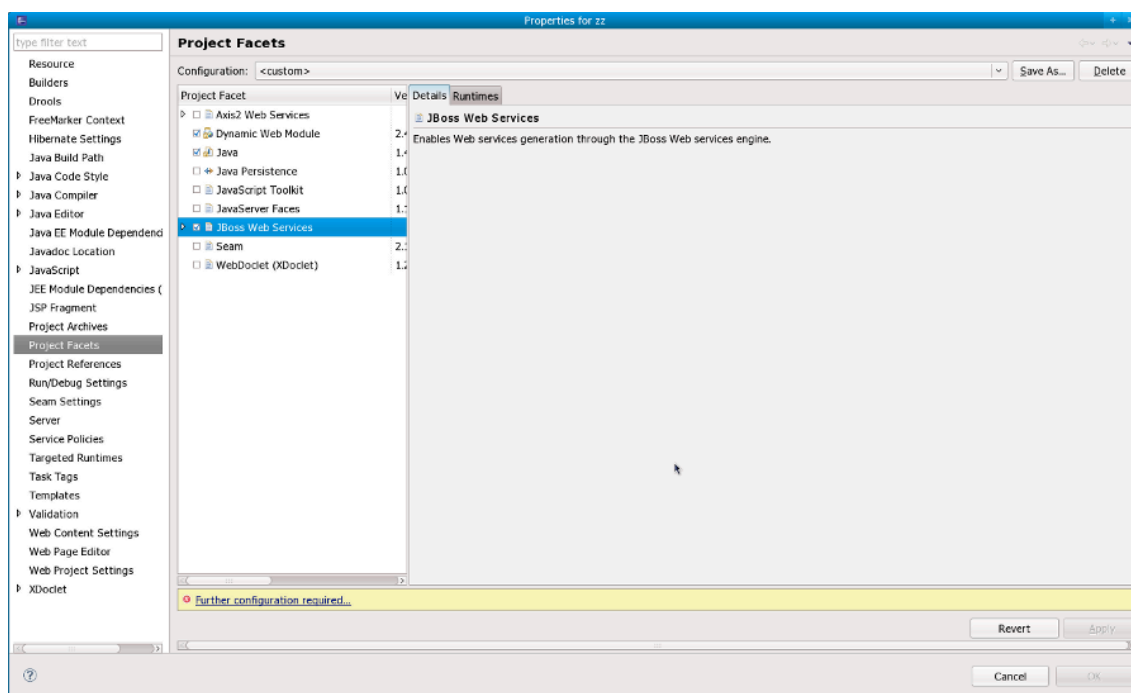 Properties for zz
type filter text
Resource
Builders
Drools
FreeMarker Context
Hibernate Settings
Java Build Path
Java Code Style
Java Compiler
Java Editor
Java EE Module Dependenci
Javadoc Location
JavaScript
JEE Module Dependencies (
JSP Fragment
Project Archives
Project Facets
Project References
Run/Debug Settings
Seam Settings
Server
Service Policies
Targeted Runtimes
Task Tags
Templates
Validation
Web Content Settings
Web Page Editor
Web Project Settings
XDoclet
Project Facets
Configuration: <custom> Save As... Delete
Project Facet Ve
Axis2 Web Services
Dynamic Web Module 2.4
Java 1.4
Java Persistence 1.0
JavaScript Toolkit 1.0
JavaServer Faces 1.
JBoss Web Services
Seam 2.
WebDoclet (XDoclet) 1.2
Details Runtimes
JBoss Web Services
Enables Web services generation through the JBoss Web services engine.
Further configuration required...
Revert Apply
Cancel OK